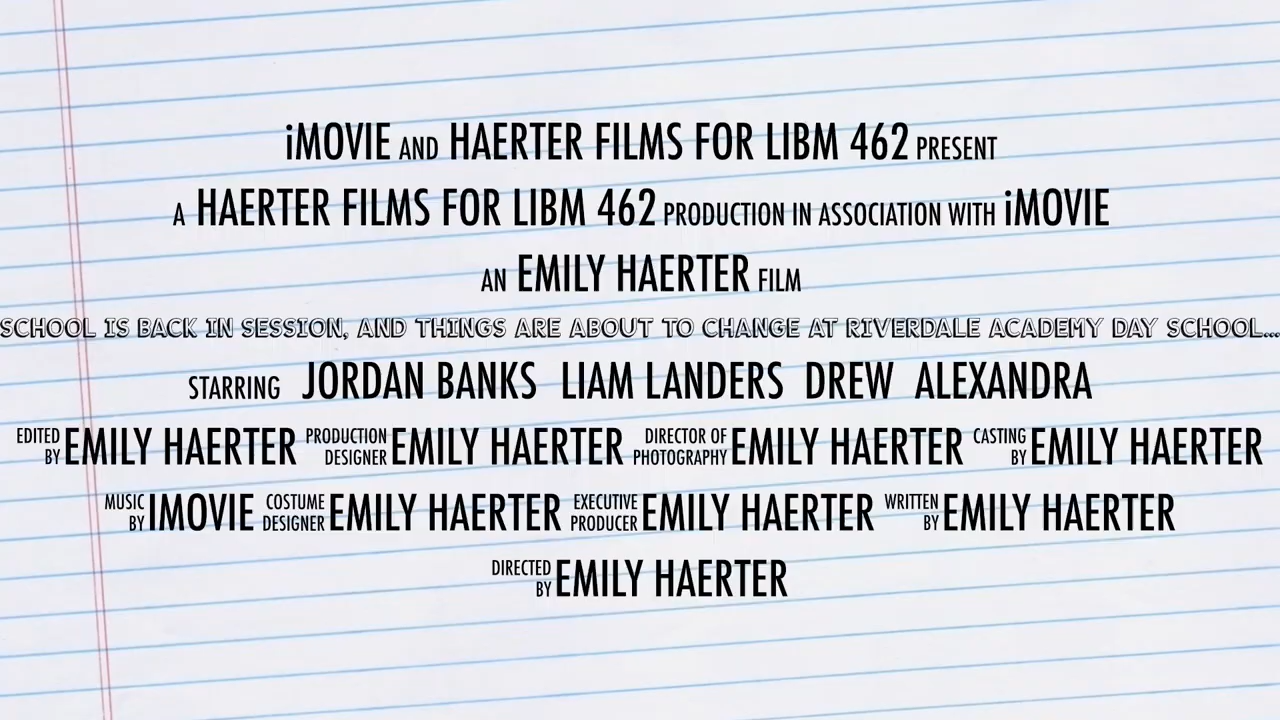 iMOVIE AND HAERTER FILMS FOR LIBM 462 PRESENT
A HAERTER FILMS FOR LIBM 462 PRODUCTION IN ASSOCIATION WITH iMOVIE
AN EMILY HAERTER FILM
SCHOOL IS BACK IN SESSION, AND THINGS ARE ABOUT TO CHANGE AT RIVERDALE ACADEMY DAY SCHOOL...
STARRING JORDAN BANKS LIAM LANDERS DREW ALEXANDRA
EDITED BY EMILY HAERTER PRODUCTION DESIGNER EMILY HAERTER DIRECTOR OF PHOTOGRAPHY EMILY HAERTER CASTING BY EMILY HAERTER
MUSIC BY IMOVIE COSTUME DESIGNER EMILY HAERTER EXECUTIVE PRODUCER EMILY HAERTER WRITTEN BY EMILY HAERTER
DIRECTED BY EMILY HAERTER